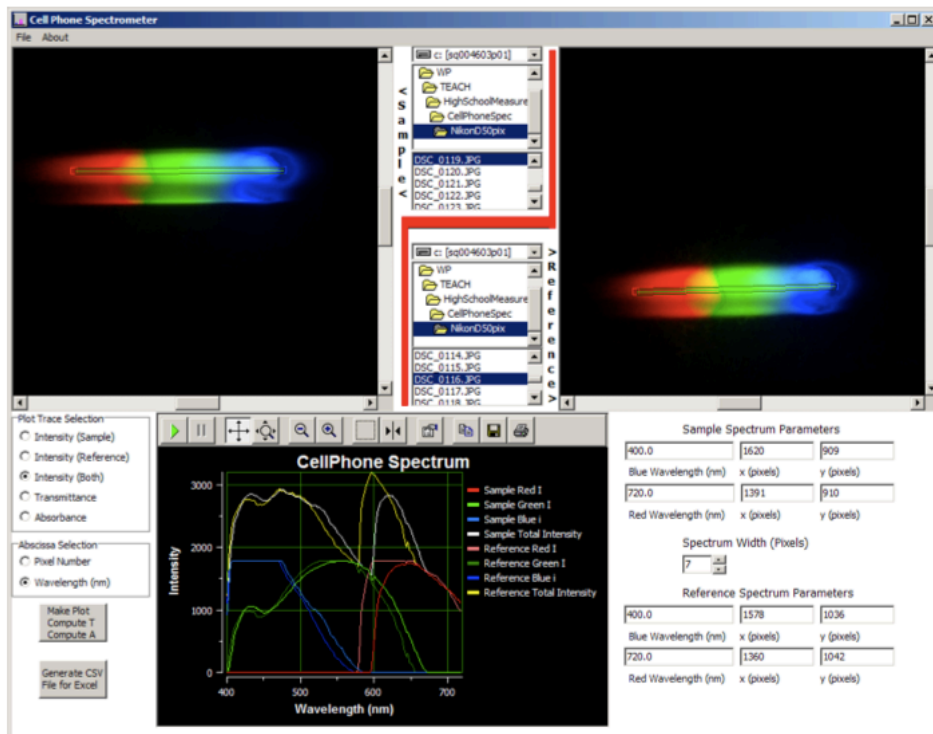 Cell Phone Spectrometer
File About
<Sample<
c: [sq004603p01]
WP
TEACH
HighSchoolMeasure
CellPhoneSpec
NikonD50pix
DSC_0119.JPG
DSC_0120.JPG
DSC_0121.JPG
DSC_0122.JPG
DSC_0123.JPG
c: [sq004603p01]
WP
TEACH
HighSchoolMeasure
CellPhoneSpec
NikonD50pix
DSC_0114.JPG
DSC_0115.JPG
DSC_0116.JPG
DSC_0117.JPG
DSC_0118.JPG
>Reference>
Plot Trace Selection
Intensity (Sample)
Intensity (Reference)
Intensity (Both)
Transmittance
Absorbance
Abscissa Selection
Pixel Number
Wavelength (nm)
Make Plot
Compute T
Compute A
Generate CSV
File for Excel
CellPhone Spectrum
Intensity
3000
2000
1000
0
400 500 600 700
Wavelength (nm)
Sample Red I
Sample Green I
Sample Blue i
Sample Total Intensity
Reference Red I
Reference Green I
Reference Blue i
Reference Total Intensity
Sample Spectrum Parameters
400.0 1620 909
Blue Wavelength (nm) x (pixels) y (pixels)
720.0 1391 910
Red Wavelength (nm) x (pixels) y (pixels)
Spectrum Width (Pixels)
7
Reference Spectrum Parameters
400.0 1578 1036
Blue Wavelength (nm) x (pixels) y (pixels)
720.0 1360 1042
Red Wavelength (nm) x (pixels) y (pixels)